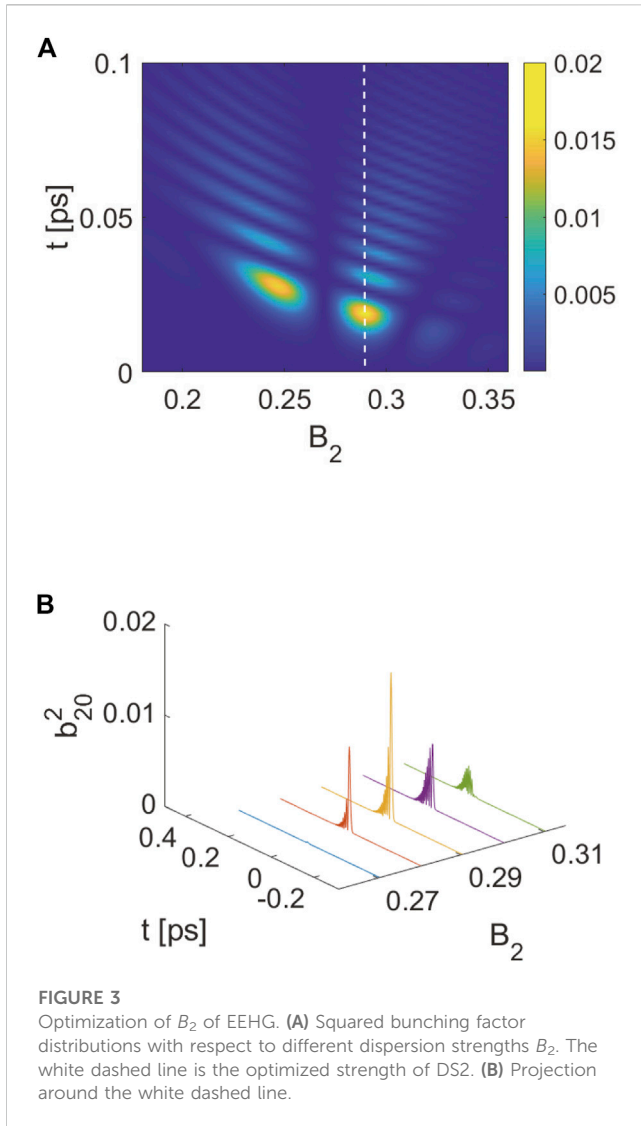 A
0.1
0.05
0
t [ps]
0.2
0.25
0.3
0.35
B₂
0.02
0.015
0.01
0.005
B
0.02
0.01
0
b²₂₀
0.4
0.2
0
-0.2
t [ps]
0.27
0.29
0.31
B₂
FIGURE 3
Optimization of B₂ of EEHG. (A) Squared bunching factor
distributions with respect to different dispersion strengths B₂. The
white dashed line is the optimized strength of DS2. (B) Projection
around the white dashed line.